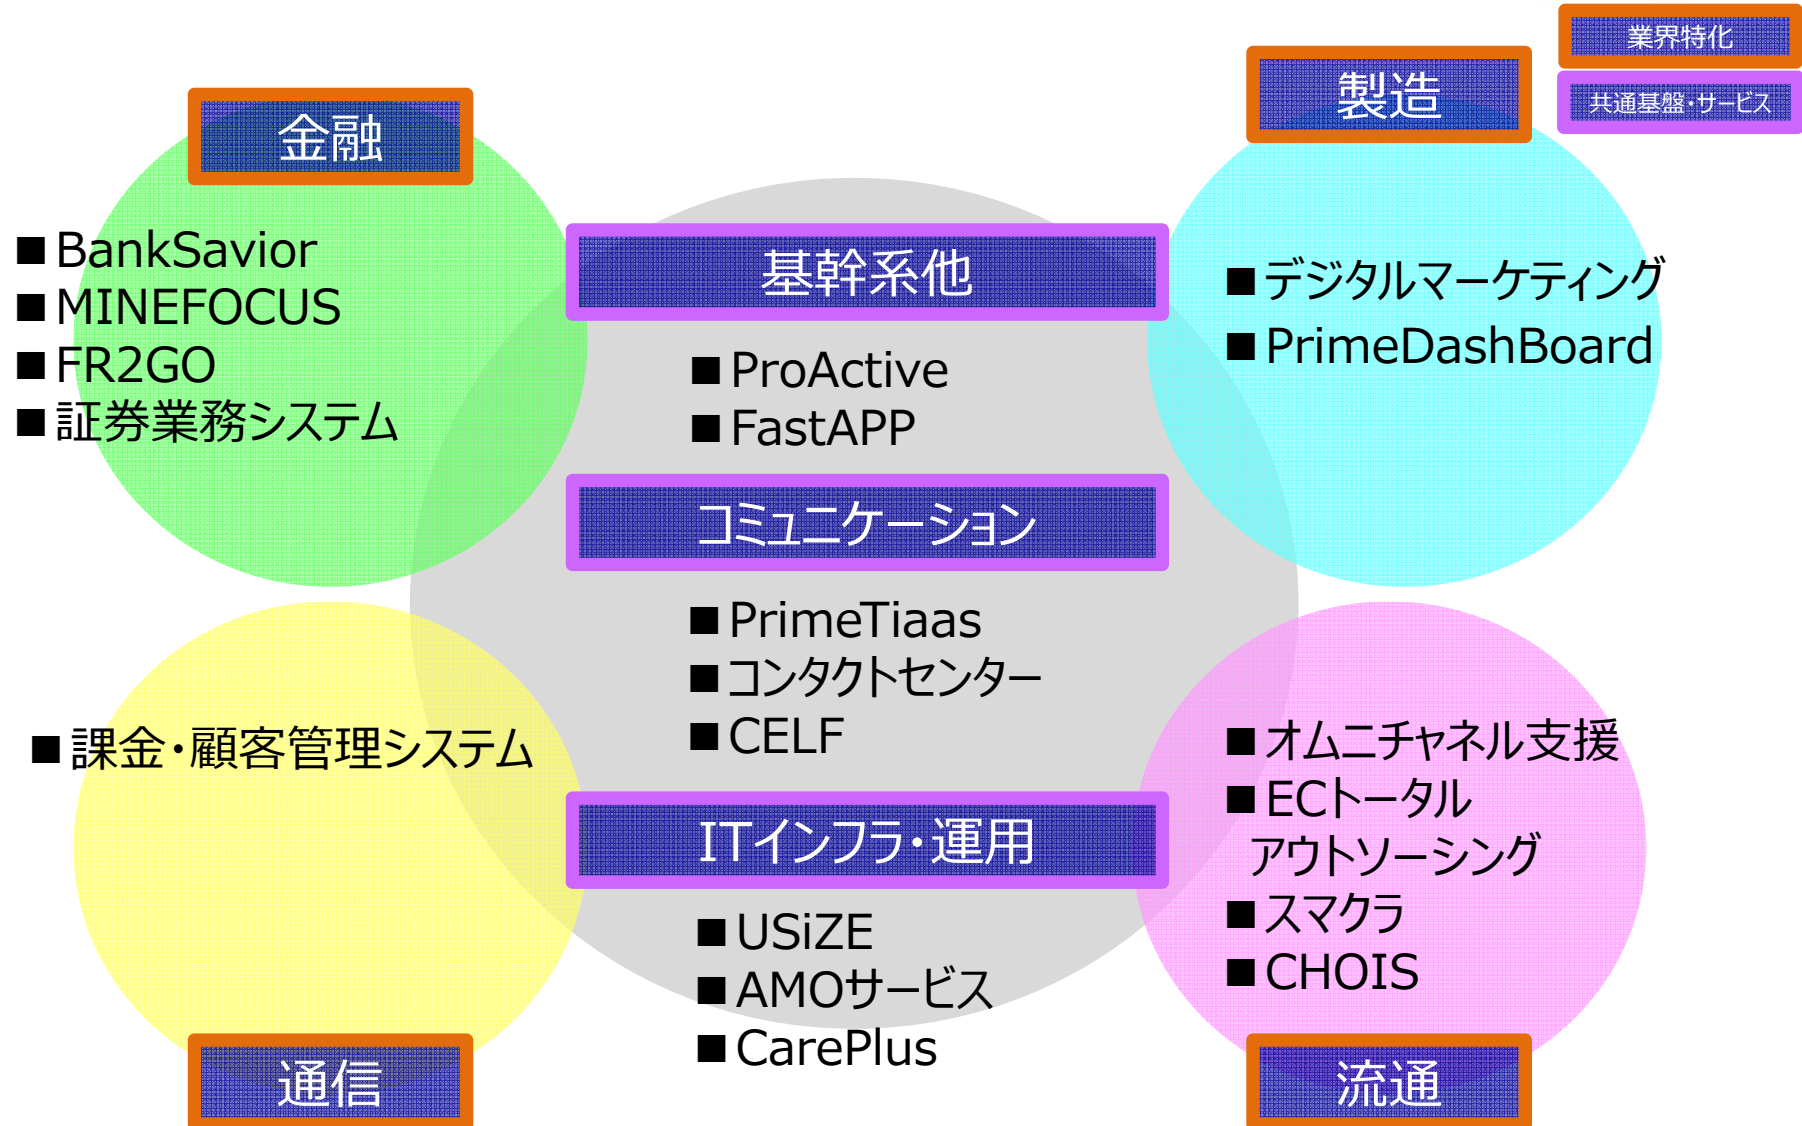 業界特化
共通基盤・サービス
金融
■BankSavior
■MINEFOCUS
■FR2GO
■証券業務システム
基幹系他
■ProActive
■FastAPP
コミュニケーション
■PrimeTiaas
■コンタクトセンター
■CELF
ITインフラ・運用
■USiZE
■AMOサービス
■CarePlus
製造
■デジタルマーケティング
■PrimeDashBoard
■課金・顧客管理システム
通信
■オムニチャネル支援
■ECトータル
アウトソーシング
■スマクラ
■CHOIS
流通